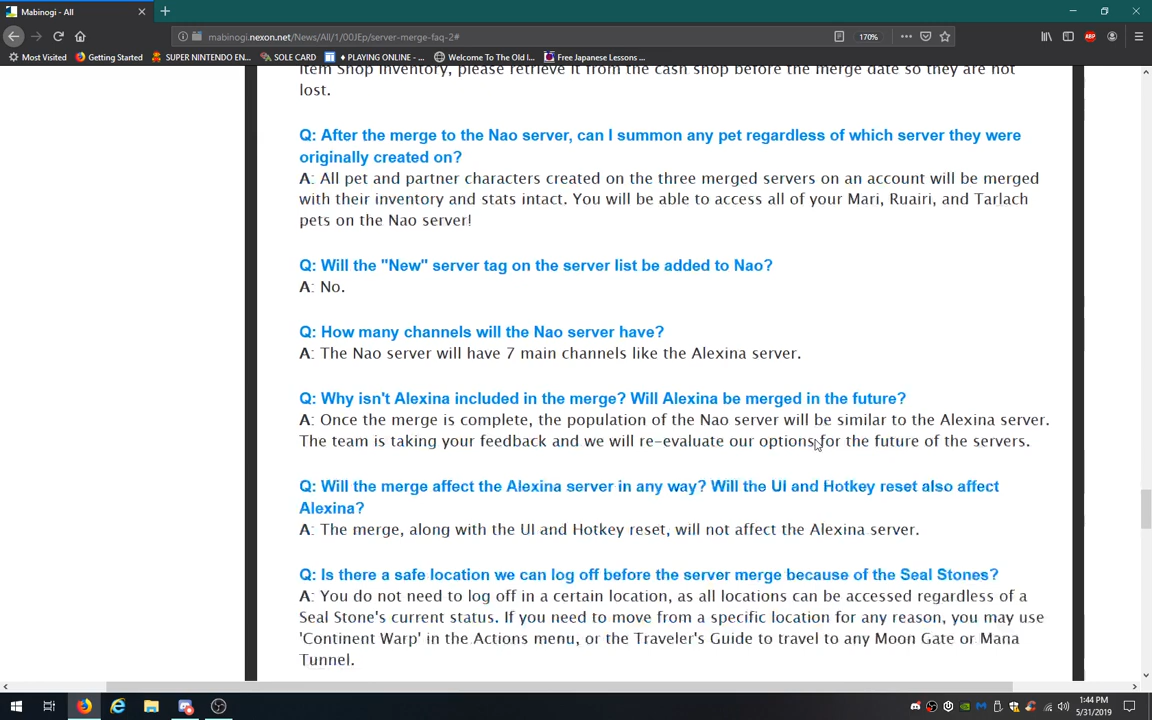 Mabinogi - All
mabinogi.nexon.net/News/All/1/00JEp/server-merge-faq-2#
170%
Most Visited
Getting Started
SUPER NINTENDO EN...
SOLE CARD
♦ PLAYING ONLINE - ...
Welcome To The Old I...
Free Japanese Lessons ...
Item Shop Inventory, please retrieve it from the cash shop before the merge date so they are not
lost.
Q: After the merge to the Nao server, can I summon any pet regardless of which server they were
originally created on?
A: All pet and partner characters created on the three merged servers on an account will be merged
with their inventory and stats intact. You will be able to access all of your Mari, Ruairi, and Tarlach
pets on the Nao server!
Q: Will the "New" server tag on the server list be added to Nao?
A: No.
Q: How many channels will the Nao server have?
A: The Nao server will have 7 main channels like the Alexina server.
Q: Why isn't Alexina included in the merge? Will Alexina be merged in the future?
A: Once the merge is complete, the population of the Nao server will be similar to the Alexina server.
The team is taking your feedback and we will re-evaluate our options for the future of the servers.
Q: Will the merge affect the Alexina server in any way? Will the UI and Hotkey reset also affect
Alexina?
A: The merge, along with the UI and Hotkey reset, will not affect the Alexina server.
Q: Is there a safe location we can log off before the server merge because of the Seal Stones?
A: You do not need to log off in a certain location, as all locations can be accessed regardless of a
Seal Stone's current status. If you need to move from a specific location for any reason, you may use
'Continent Warp' in the Actions menu, or the Traveler's Guide to travel to any Moon Gate or Mana
Tunnel.
1:44 PM
5/31/2019